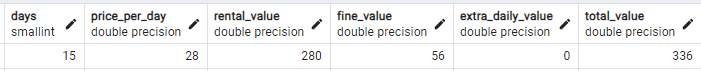 days price_per_day rental_value fine_value extra_daily_value total_value
smallint double precision double precision double precision double precision double precision
15 28 280 56 0 336